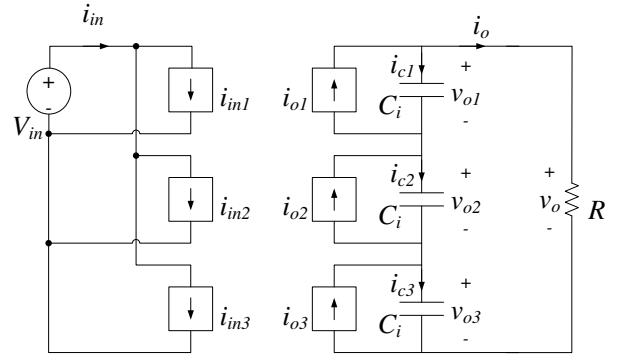 i_in
i_o
+
-
V_in
i_in1
i_o1
i_c1
C_i
+
v_o1
-
i_in2
i_o2
i_c2
C_i
+
v_o2
-
+
v_o
-
R
i_in3
i_o3
i_c3
C_i
+
v_o3
-